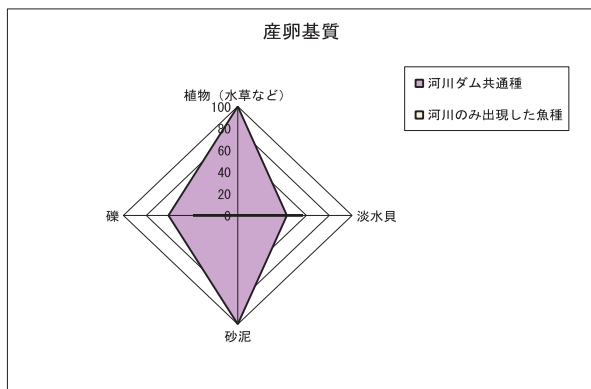 産卵基質
河川ダム共通種
河川のみ出現した魚種
植物（水草など）
100
80
60
40
20
0
礫
淡水貝
砂泥